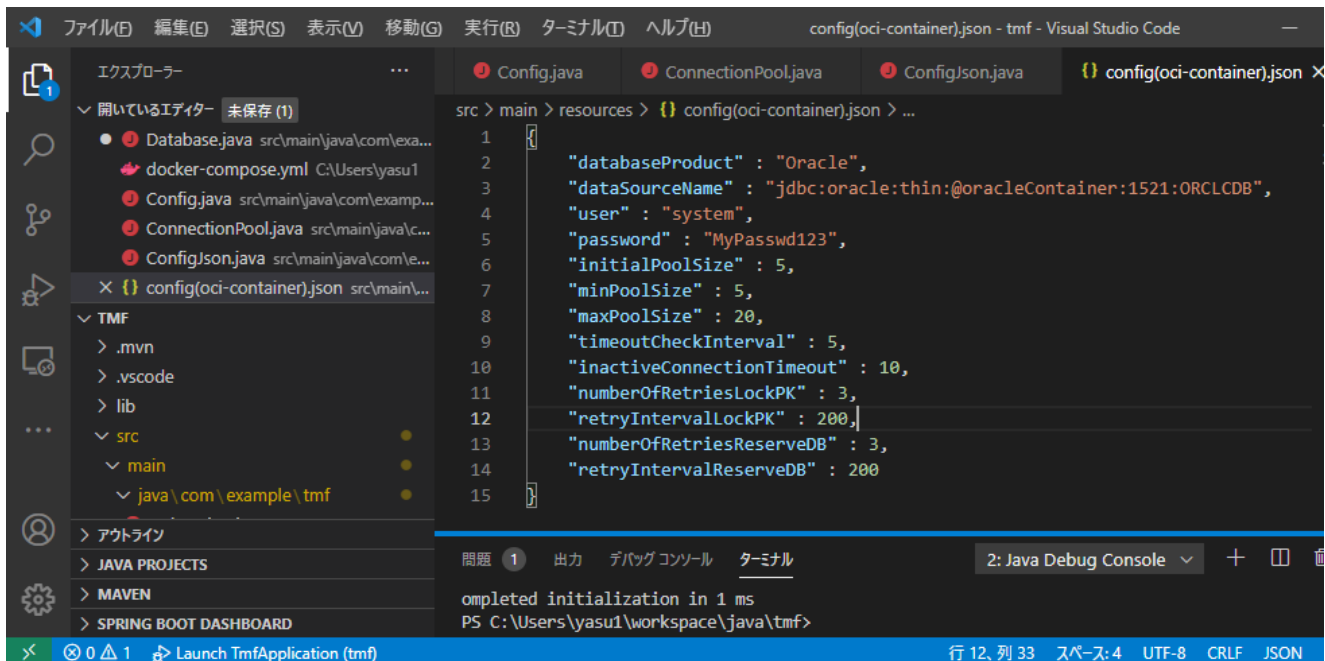 ファイル(F) 編集(E) 選択(S) 表示(V) 移動(G) 実行(R) ターミナル(T) ヘルプ(H) config(oci-container).json - tmf - Visual Studio Code
エクスプローラー ...
1
開いているエディター 未保存 (1)
Database.java src\main\java\com\exa...
docker-compose.yml C:\Users\yasu1
Config.java src\main\java\com\examp...
ConnectionPool.java src\main\java\c...
ConfigJson.java src\main\java\com\e...
{} config(oci-container).json src\main\...
TMF
> .mvn
> .vscode
> lib
src
main
java\com\example\tmf
> アウトライン
> JAVA PROJECTS
> MAVEN
> SPRING BOOT DASHBOARD
Config.java ConnectionPool.java ConfigJson.java {} config(oci-container).json
src > main > resources > {} config(oci-container).json > ...
1 {
2 "databaseProduct" : "Oracle",
3 "dataSourceName" : "jdbc:oracle:thin:@oracleContainer:1521:ORCLCDB",
4 "user" : "system",
5 "password" : "MyPasswd123",
6 "initialPoolSize" : 5,
7 "minPoolSize" : 5,
8 "maxPoolSize" : 20,
9 "timeoutCheckInterval" : 5,
10 "inactiveConnectionTimeout" : 10,
11 "numberOfRetriesLockPK" : 3,
12 "retryIntervalLockPK" : 200,
13 "numberOfRetriesReserveDB" : 3,
14 "retryIntervalReserveDB" : 200
15 }
問題 1 出力 デバッグ コンソール ターミナル 2: Java Debug Console
ompleted initialization in 1 ms
PS C:\Users\yasu1\workspace\java\tmf>
0 1 Launch TmfApplication (tmf) 行 12、列 33 スペース: 4 UTF-8 CRLF JSON